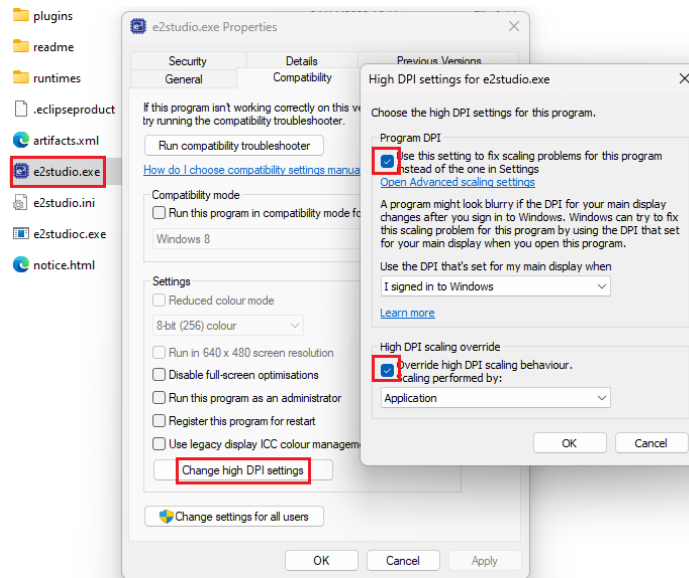 plugins
readme
runtimes
.eclipseproduct
artifacts.xml
e2studio.exe
e2studio.ini
e2studioc.exe
notice.html
e2studio.exe Properties
Security Details Previous Versions
General Compatibility
If this program isn't working correctly on this ve
try running the compatibility troubleshooter.
Run compatibility troubleshooter
How do I choose compatibility settings manua
Compatibility mode
Run this program in compatibility mode fo
Windows 8
Settings
Reduced colour mode
8-bit (256) colour
Run in 640 x 480 screen resolution
Disable full-screen optimisations
Run this program as an administrator
Register this program for restart
Use legacy display ICC colour managem
Change high DPI settings
Change settings for all users
OK Cancel Apply
High DPI settings for e2studio.exe
Choose the high DPI settings for this program.
Program DPI
Use this setting to fix scaling problems for this program
instead of the one in Settings
Open Advanced scaling settings
A program might look blurry if the DPI for your main display
changes after you sign in to Windows. Windows can try to fix
this scaling problem for this program by using the DPI that set
for your main display when you open this program.
Use the DPI that's set for my main display when
I signed in to Windows
Learn more
High DPI scaling override
Override high DPI scaling behaviour.
Scaling performed by:
Application
OK Cancel